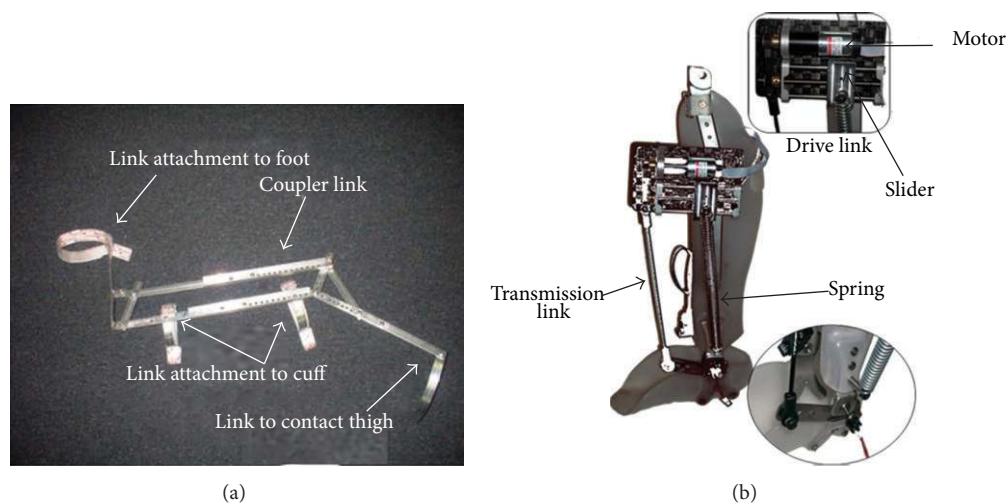 Link attachment to foot
Coupler link
Link attachment to cuff
Link to contact thigh
(a)
Motor
Drive link
Slider
Transmission
link
Spring
(b)